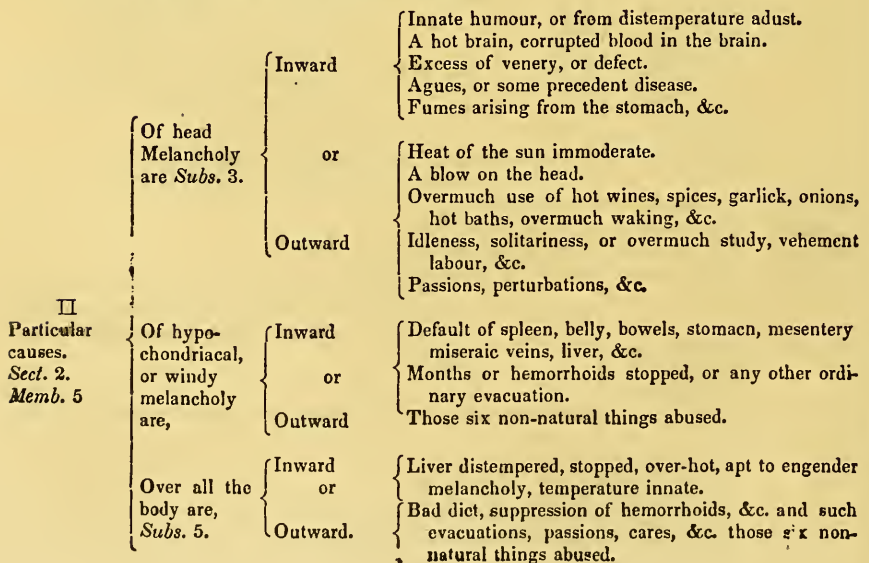 Innate humour, or from distemperature adust.
A hot brain, corrupted blood in the brain.
Inward
Excess of venery, or defect.
Agues, or some precedent disease.
Fumes arising from the stomach, &c.
Of head
Melancholy
are Subs. 3.
or
Heat of the sun immoderate.
A blow on the head.
Overmuch use of hot wines, spices, garlick, onions,
hot baths, overmuch waking, &c.
Outward
Idleness, solitariness, or overmuch study, vehement
labour, &c.
Passions, perturbations, &c.
II
Particular
causes.
Sect. 2.
Memb. 5
Of hypo-
chondriacal,
or windy
melancholy
are,
Inward
or
Outward
Default of spleen, belly, bowels, stomacn, mesentery
miseraic veins, liver, &c.
Months or hemorrhoids stopped, or any other ordi-
nary evacuation.
Those six non-natural things abused.
Over all the
body are,
Subs. 5.
Inward
or
Outward.
Liver distempered, stopped, over-hot, apt to engender
melancholy, temperature innate.
Bad diet, suppression of hemorrhoids, &c. and such
evacuations, passions, cares, &c. those six non-
natural things abused.